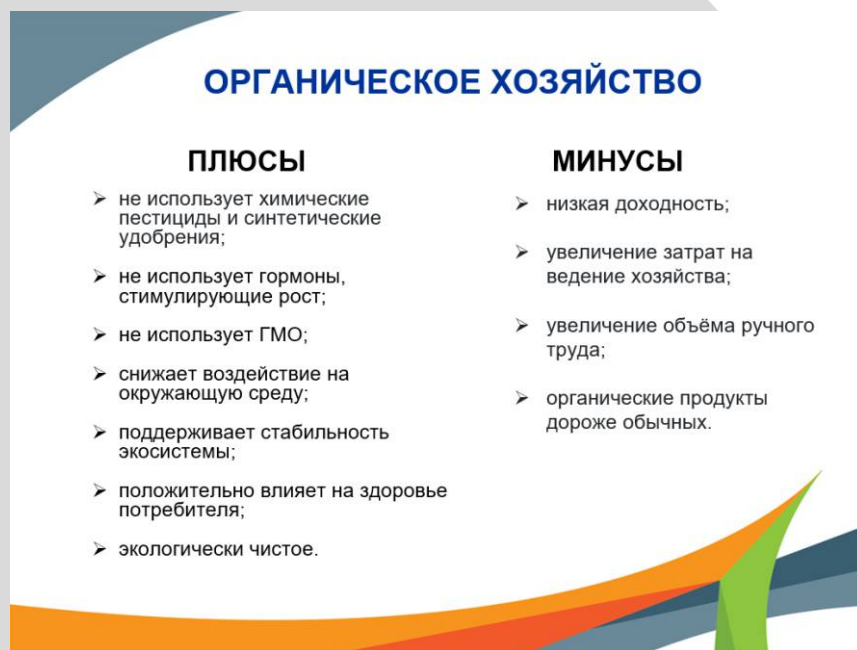 ОРГАНИЧЕСКОЕ ХОЗЯЙСТВО
ПЛЮСЫ
➢ не использует химические
пестициды и синтетические
удобрения;
➢ не использует гормоны,
стимулирующие рост;
➢ не использует ГМО;
➢ снижает воздействие на
окружающую среду;
➢ поддерживает стабильность
экосистемы;
➢ положительно влияет на здоровье
потребителя;
➢ экологически чистое.
МИНУСЫ
➢ низкая доходность;
➢ увеличение затрат на
ведение хозяйства;
➢ увеличение объёма ручного
труда;
➢ органические продукты
дороже обычных.